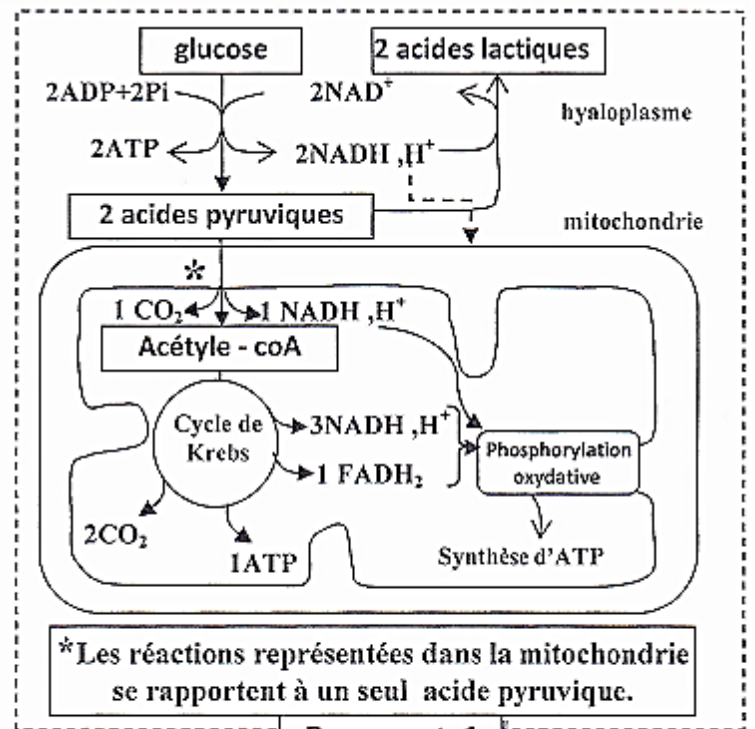 glucose
2 acides lactiques
2ADP+2Pi
2NAD⁺
hyaloplasme
2ATP
2NADH ,H⁺
2 acides pyruviques
mitochondrie
*
1 CO₂
1 NADH ,H⁺
Acétyle - coA
Cycle de
Krebs
3NADH ,H⁺
1 FADH₂
Phosphorylation
oxydative
2CO₂
1ATP
Synthèse d'ATP
*Les réactions représentées dans la mitochondrie
se rapportent à un seul acide pyruvique.